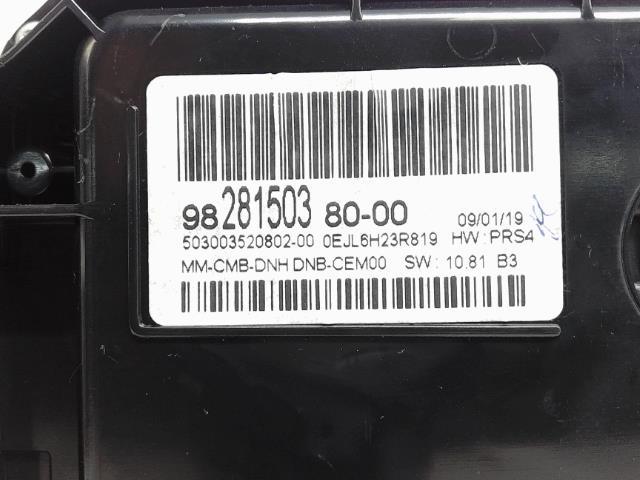 98 281503 80-00 09/01/19
503003520802-00 0EJL6H23R819 HW: PRS4
MM-CMB-DNH DNB-CEM00 SW: 10.81 B3